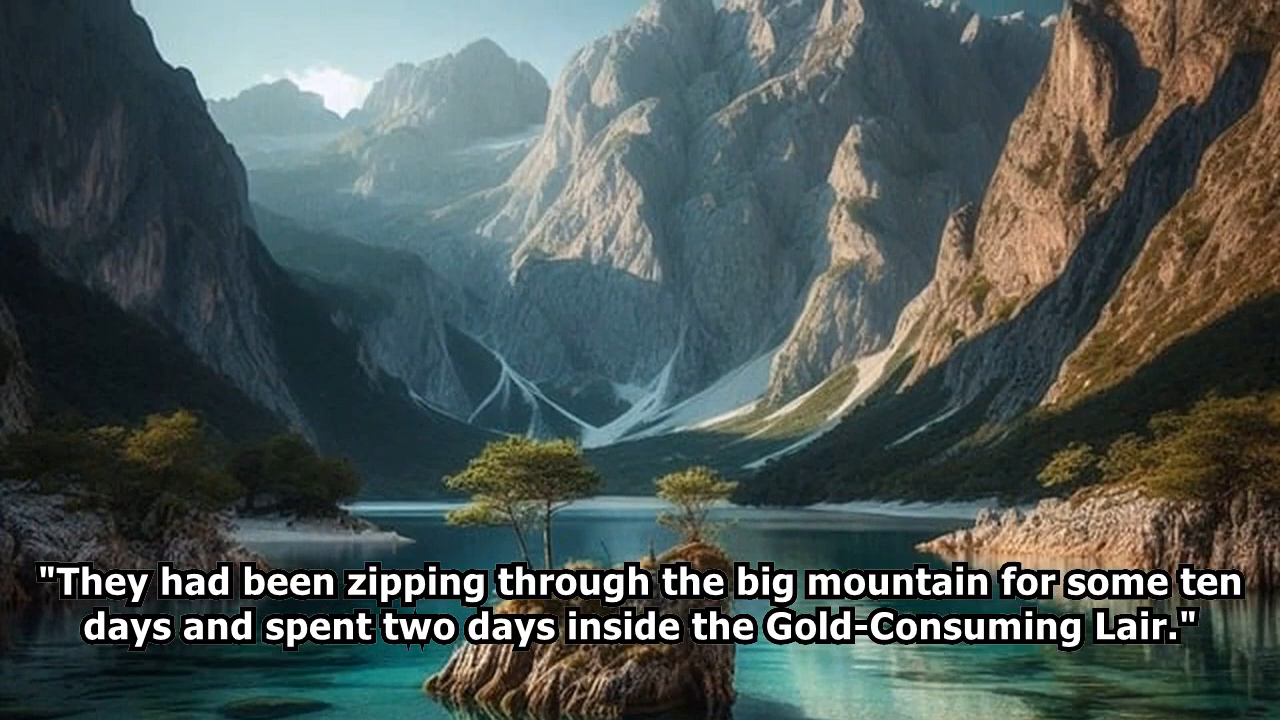 "They had been zipping through the big mountain for some ten
days and spent two days inside the Gold-Consuming Lair."